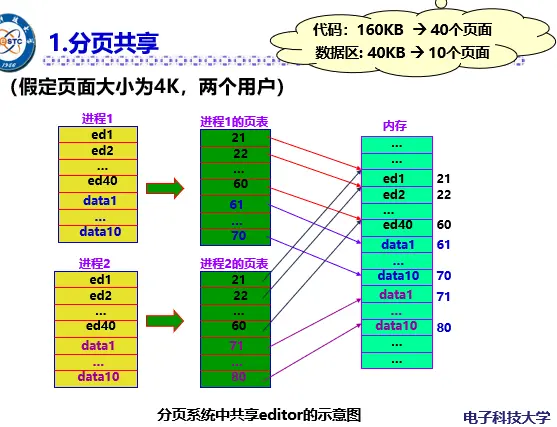 代码：160KB → 40个页面
数据区: 40KB → 10个页面
1.分页共享
（假定页面大小为4K，两个用户）
进程1
ed1
ed2
...
ed40
data1
...
data10
进程1的页表
21
22
...
60
61
...
70
内存
...
...
ed1 21
ed2 22
...
ed40 60
data1 61
...
data10 70
data1 71
...
data10 80
...
...
进程2
ed1
ed2
...
ed40
data1
...
data10
进程2的页表
21
22
...
60
71
...
80
分页系统中共享editor的示意图
电子科技大学